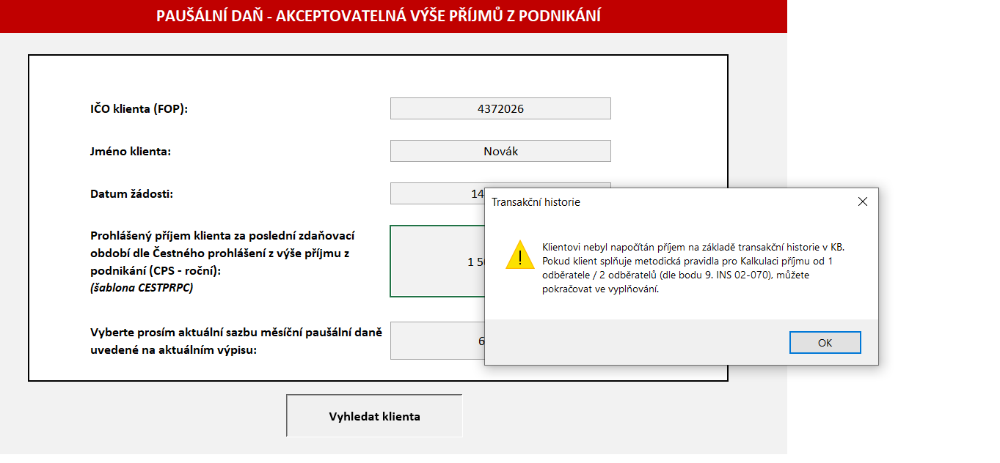 PAUŠÁLNÍ DAŇ - AKCEPTOVATELNÁ VÝŠE PŘÍJMŮ Z PODNIKÁNÍ
IČO klienta (FOP):
4372026
Jméno klienta:
Novák
Datum žádosti:
14
Prohlášený příjem klienta za poslední zdaňovací
období dle Čestného prohlášení z výše příjmu z
podnikání (CPS - roční):
(šablona CESTPRPC)
1 5
Vyberte prosím aktuální sazbu měsíční paušální daně
uvedené na aktuálním výpisu:
6
Vyhledat klienta
Transakční historie
Klientovi nebyl napočítán příjem na základě transakční historie v KB.
Pokud klient splňuje metodická pravidla pro Kalkulaci příjmu od 1
odběratele / 2 odběratelů (dle bodu 9. INS 02-070), můžete
pokračovat ve vyplňování.
OK